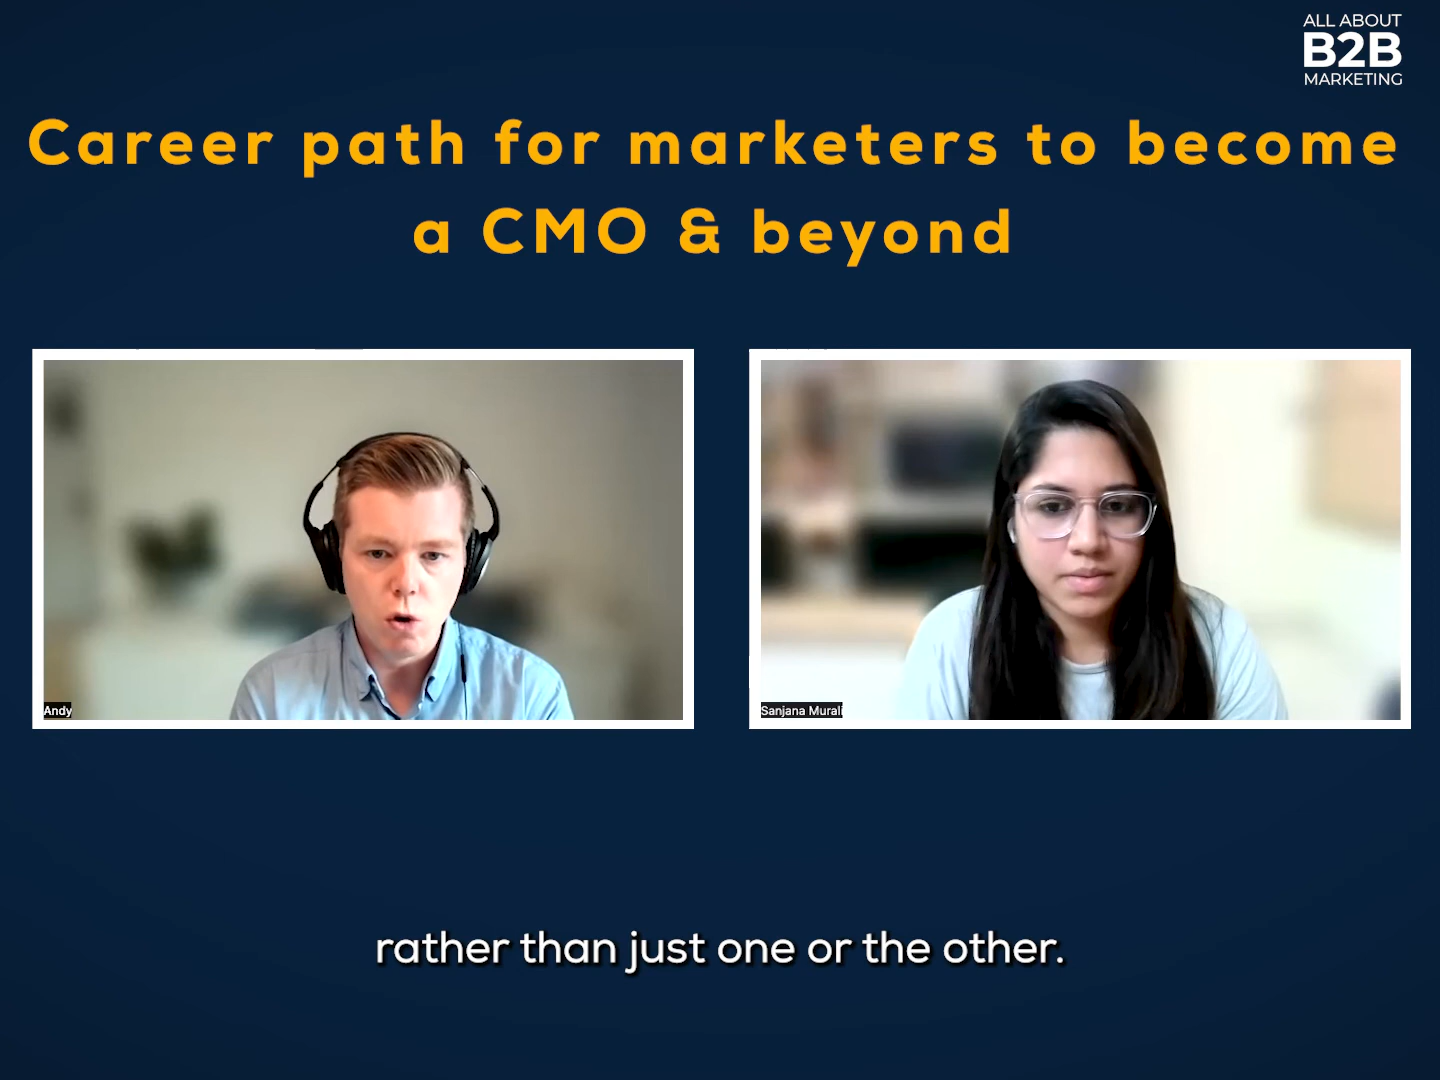 ALL ABOUT
B2B
MARKETING
Career path for marketers to become
a CMO & beyond
Andy
Sanjana Murali
rather than just one or the other.